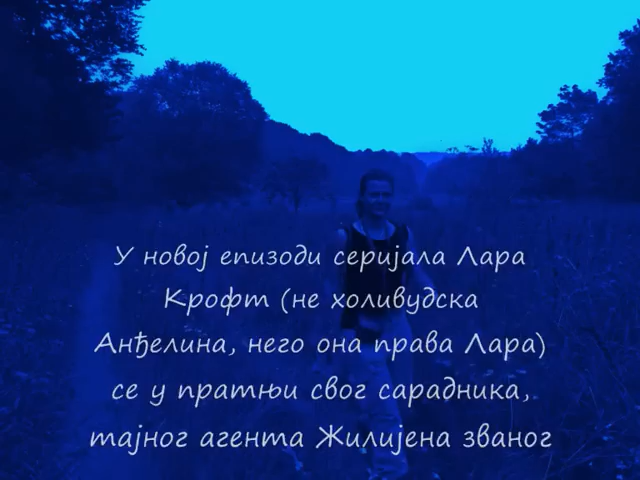 У новој епизоди серијала Лара
Крофт (не холивудска
Анђелина, него она права Лара)
се у пратњи свог сарадника,
тајног агента Жилијена званог